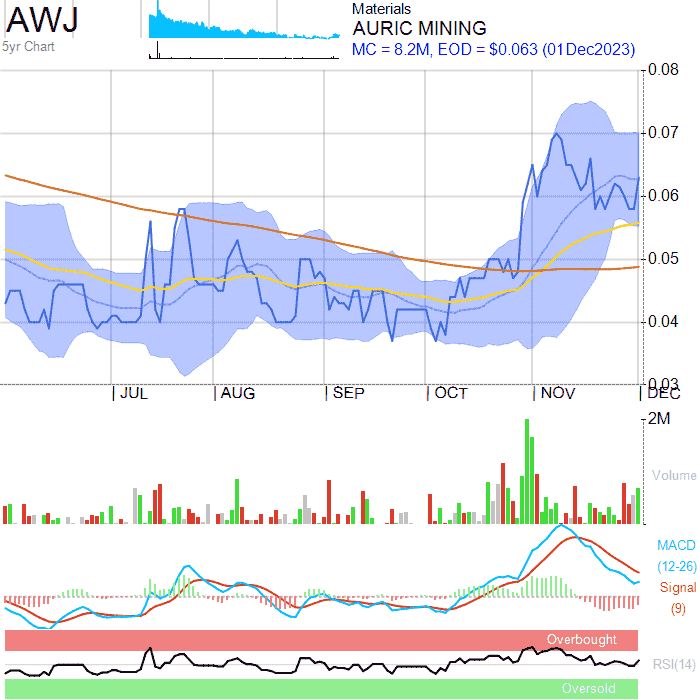 AWJ
5yr Chart
Materials
AURIC MINING
MC = 8.2M, EOD = $0.063 (01Dec2023)
0.08
0.07
0.06
0.05
0.04
0.03
JUL AUG SEP OCT NOV DEC
2M
Volume
MACD
(12-26)
Signal
(9)
Overbought
RSI(14)
Oversold